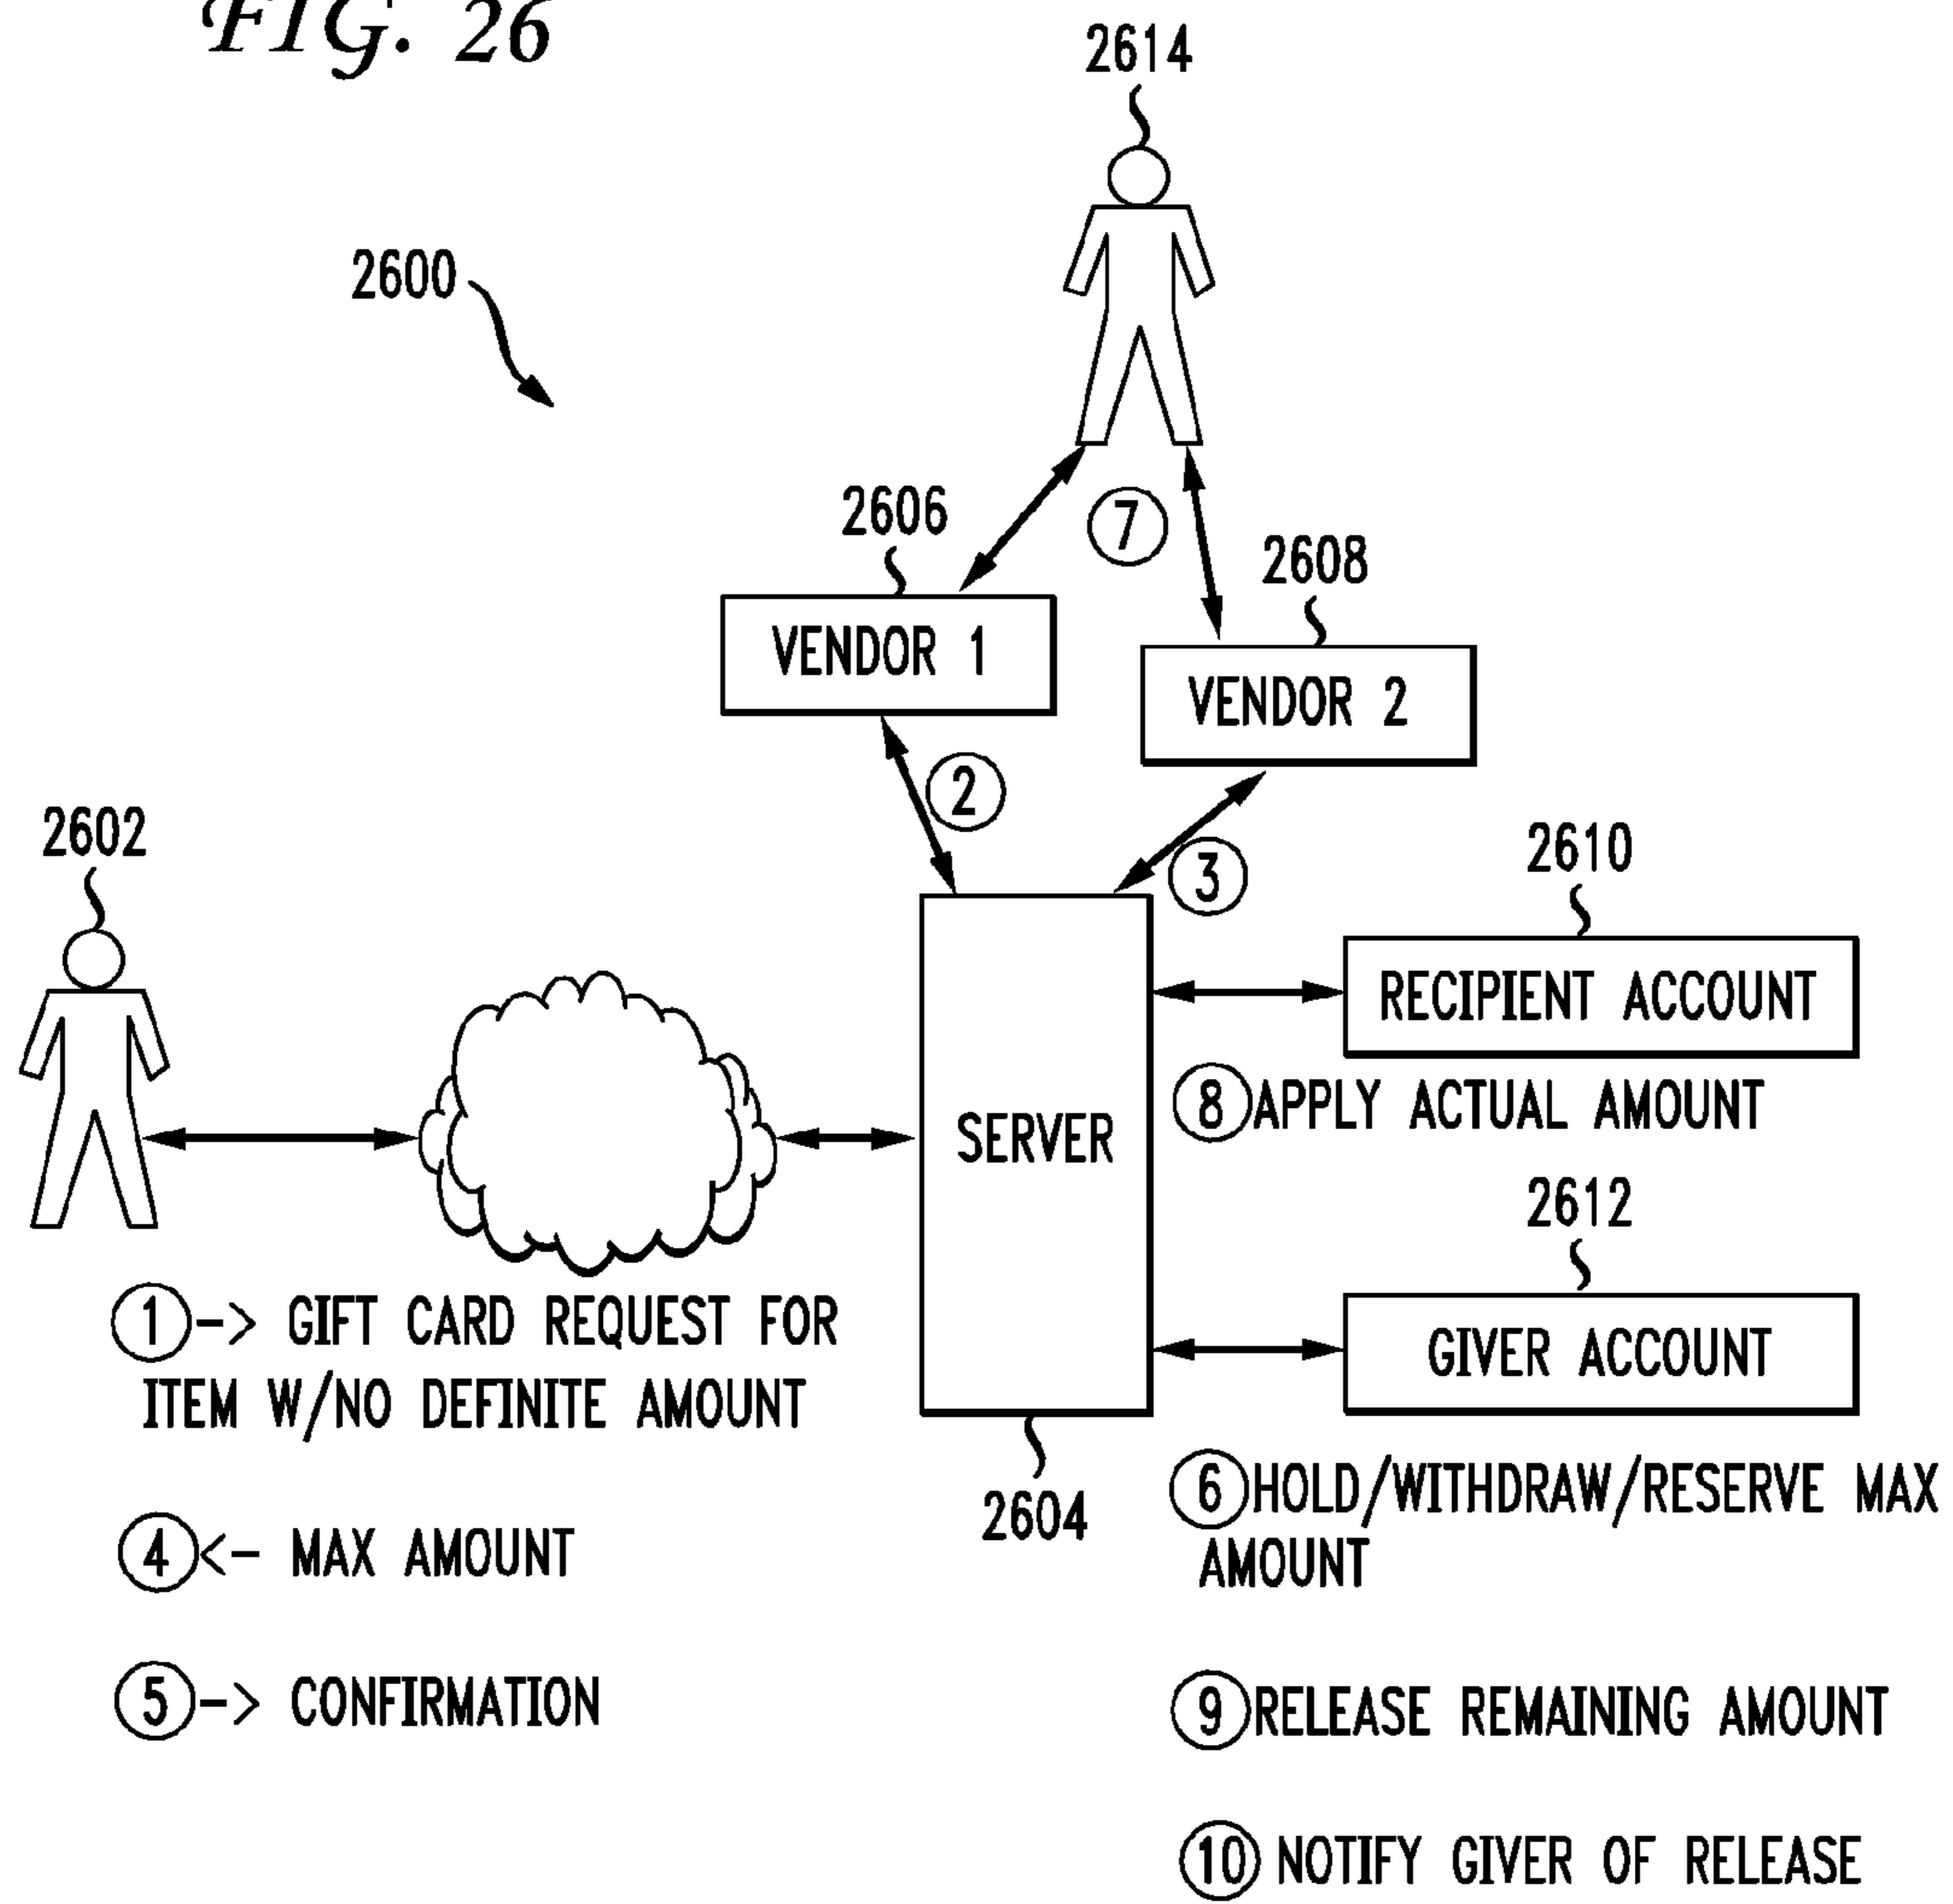 FIG. 26
2614
2600
2606
7
2608
VENDOR 1
VENDOR 2
2
2602
3
2610
RECIPIENT ACCOUNT
8 APPLY ACTUAL AMOUNT
SERVER
2612
1 -> GIFT CARD REQUEST FOR
ITEM W/NO DEFINITE AMOUNT
GIVER ACCOUNT
2604
6 HOLD/WITHDRAW/RESERVE MAX
AMOUNT
4 <- MAX AMOUNT
5 -> CONFIRMATION
9 RELEASE REMAINING AMOUNT
10 NOTIFY GIVER OF RELEASE